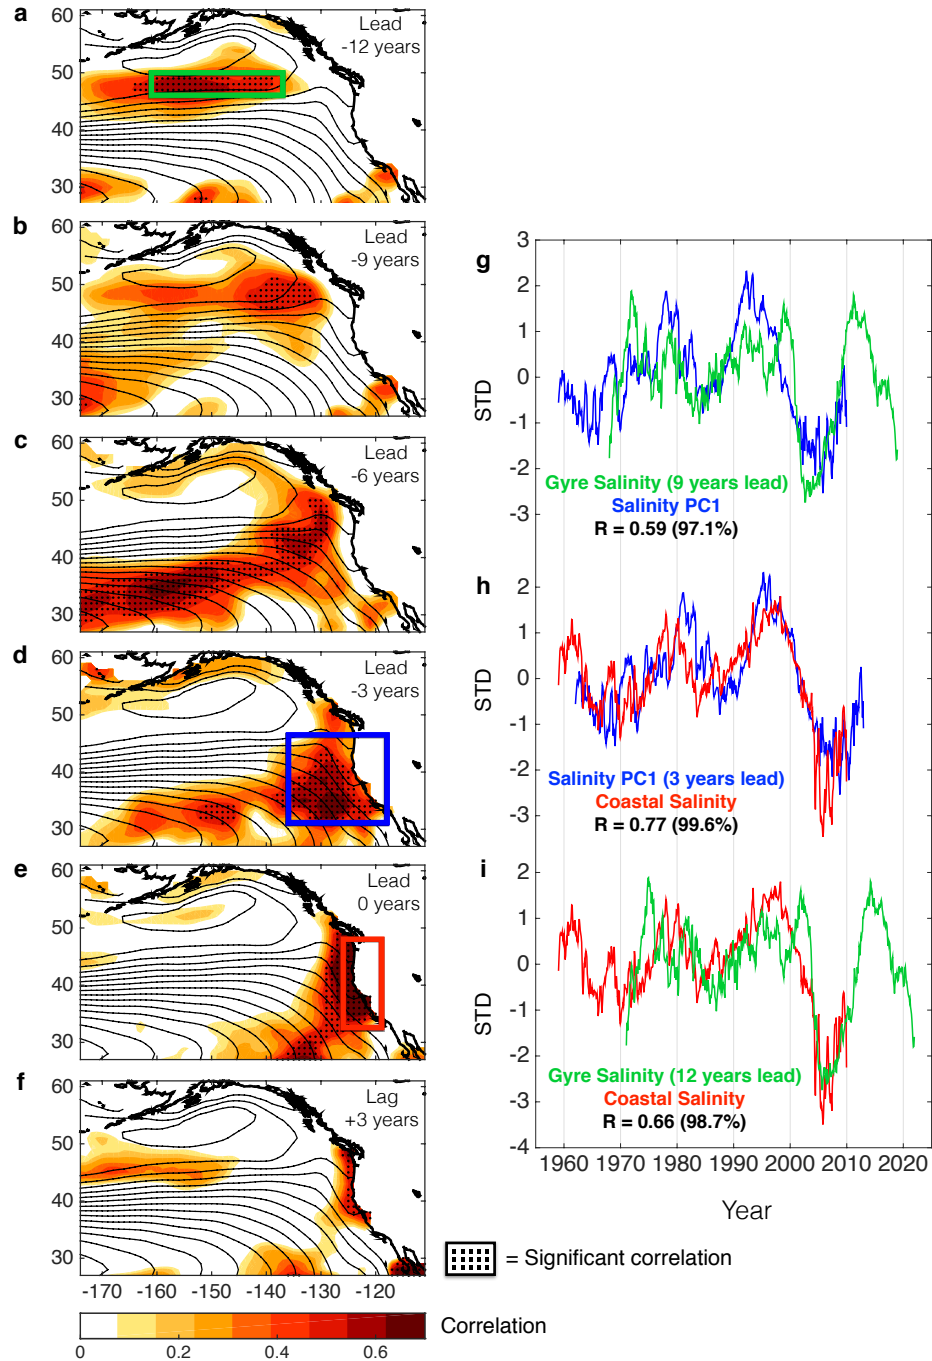 a
Lead
-12 years
60
50
40
30
b
Lead
-9 years
60
50
40
30
c
Lead
-6 years
60
50
40
30
d
Lead
-3 years
60
50
40
30
e
Lead
0 years
60
50
40
30
f
Lag
+3 years
60
50
40
30
-170 -160 -150 -140 -130 -120
0 0.2 0.4 0.6
Correlation
= Significant correlation
g
3
2
1
0
-1
-2
-3
STD
Gyre Salinity (9 years lead)
Salinity PC1
R = 0.59 (97.1%)
h
2
1
0
-1
-2
-3
STD
Salinity PC1 (3 years lead)
Coastal Salinity
R = 0.77 (99.6%)
i
2
1
0
-1
-2
-3
-4
STD
Gyre Salinity (12 years lead)
Coastal Salinity
R = 0.66 (98.7%)
1960 1970 1980 1990 2000 2010 2020
Year